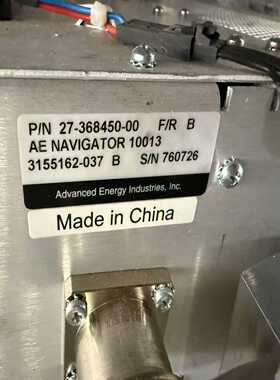 P/N 27-368450-00 F/R B
AE NAVIGATOR 10013
3155162-037 B S/N 760726
Advanced Energy Industries, Inc.
Made in China